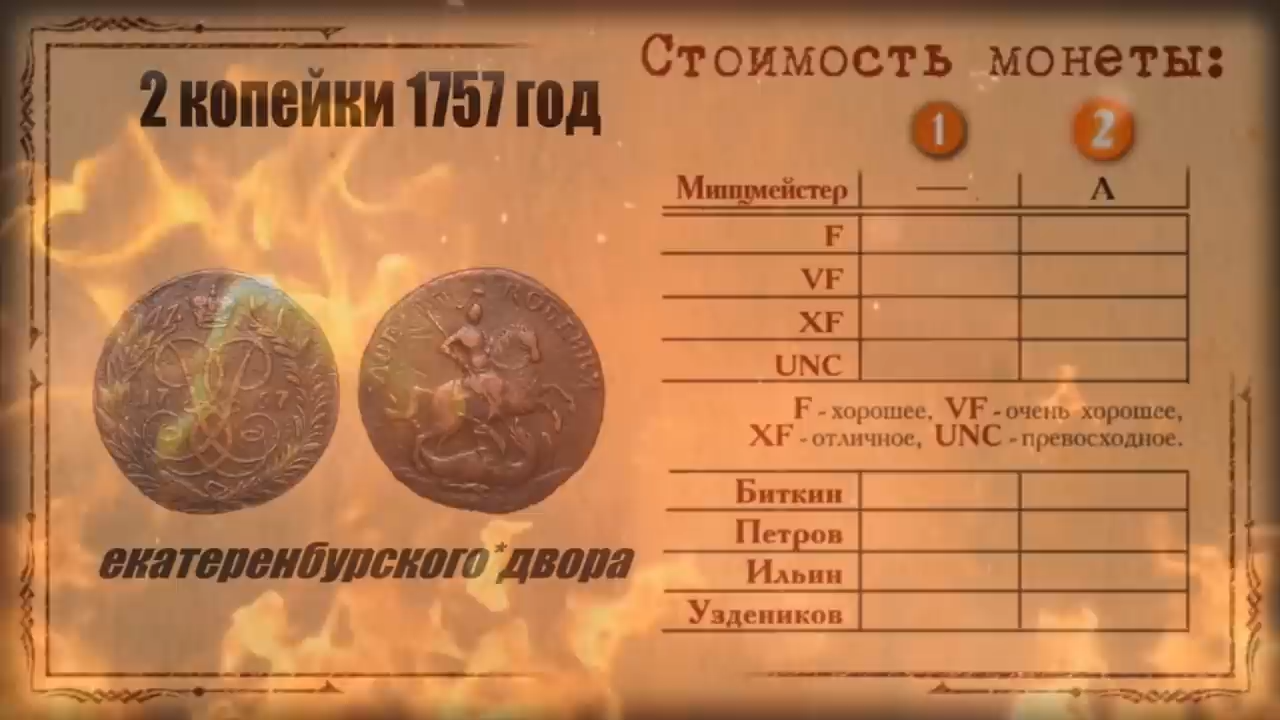 2 копейки 1757 год
екатеренбурского*двора
Стоимость монеты:
1 2
Минцмейстер — А
F
VF
XF
UNC
F - хорошее, VF - очень хорошее,
XF - отличное, UNC - превосходное.
Биткин
Петров
Ильин
Уздеников